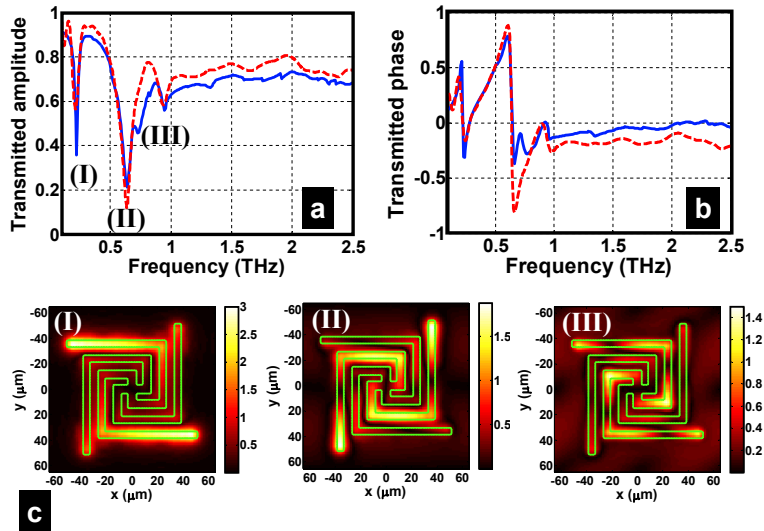 Transmitted amplitude
1
0.8
0.6
0.4
0.2
0
(I)
(II)
(III)
a
0.5 1 1.5 2 2.5
Frequency (THz)
Transmitted phase
1
0.5
0
-0.5
-1
b
0.5 1 1.5 2 2.5
Frequency (THz)
(I)
y (μm)
-60
-40
-20
0
20
40
60
-60 -40 -20 0 20 40 60
x (μm)
3
2.5
2
1.5
1
0.5
(II)
y (μm)
-60
-40
-20
0
20
40
60
-60 -40 -20 0 20 40 60
x (μm)
1.5
1
0.5
(III)
y (μm)
-60
-40
-20
0
20
40
60
-60 -40 -20 0 20 40 60
x (μm)
1.4
1.2
1
0.8
0.6
0.4
0.2
c